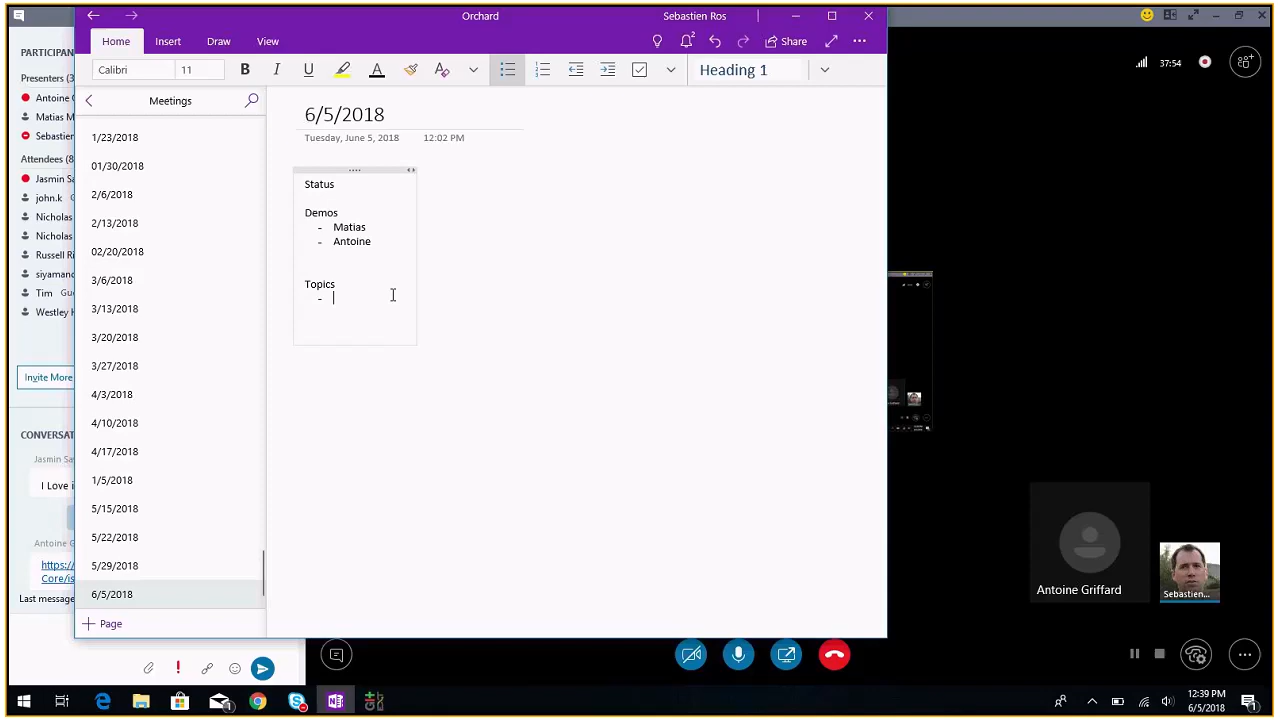 Orchard
Sebastien Ros
Home
Insert
Draw
View
2
Share
Calibri
11
B
I
U
A
A
Heading 1
37:54
PARTICIPAN
Presenters (3
Antoine G
Matias M
Sebastien
Attendees (8
Jasmin Sa
john.k G
Nicholas
Nicholas
Russell Ri
siyamand
Tim Gue
Westley K
Invite More
CONVERSAT
Jasmin Say
I Love i
Antoine G
https://
Core/is
Last message
Meetings
1/23/2018
01/30/2018
2/6/2018
2/13/2018
02/20/2018
3/6/2018
3/13/2018
3/20/2018
3/27/2018
4/3/2018
4/10/2018
4/17/2018
1/5/2018
5/15/2018
5/22/2018
5/29/2018
6/5/2018
+ Page
6/5/2018
Tuesday, June 5, 2018 12:02 PM
Status
Demos
- Matias
- Antoine
Topics
-
Antoine Griffard
Sebastien...
12:39 PM
6/5/2018